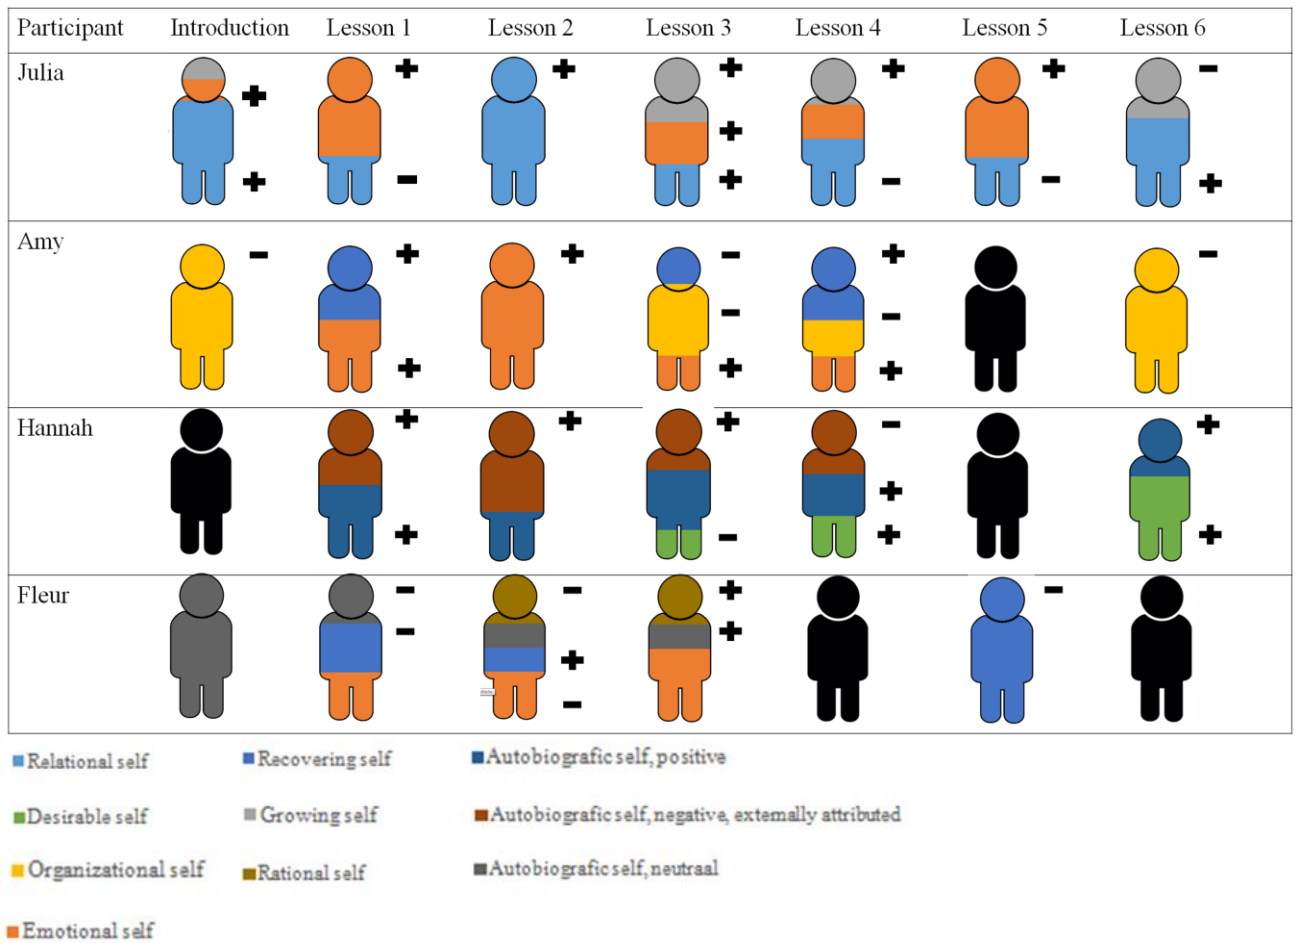 Participant Introduction Lesson 1 Lesson 2 Lesson 3 Lesson 4 Lesson 5 Lesson 6
Julia
+ + + + + + −
+
+ − + − − +
Amy
− + + − + −
− −
+ + +
Hannah
+ + + − +
+
+ − + +
Fleur
− − + −
− +
+
−
Relational self Recovering self Autobiografic self, positive
Desirable self Growing self Autobiografic self, negative, externally attributed
Organizational self Rational self Autobiografic self, neutraal
Emotional self